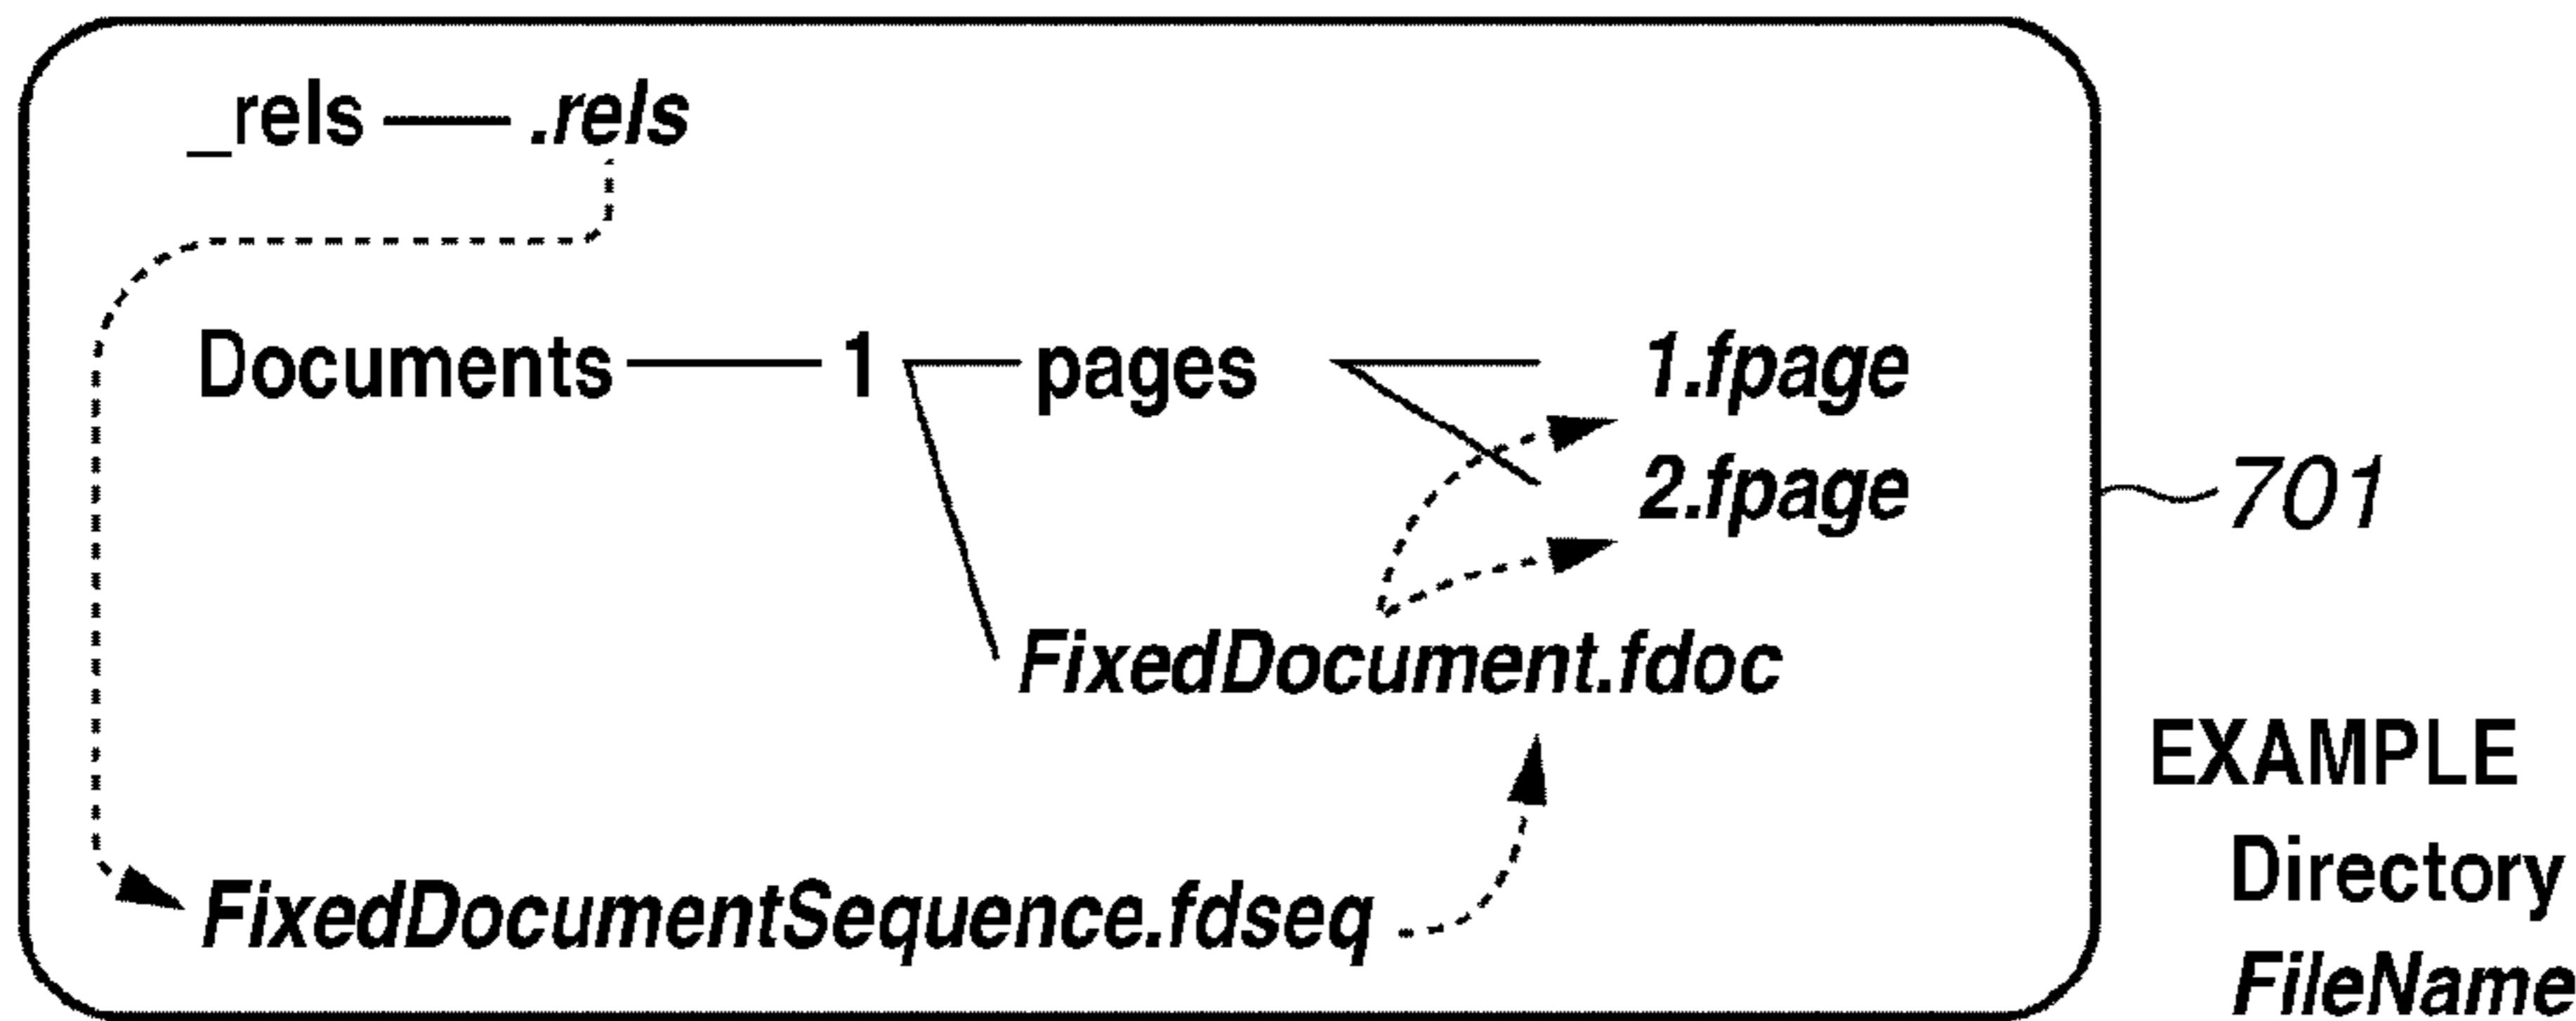 _rels .rels
Documents 1 pages 1.fpage
2.fpage
701
FixedDocument.fdoc
EXAMPLE
Directory
FixedDocumentSequence.fdseq
FileName